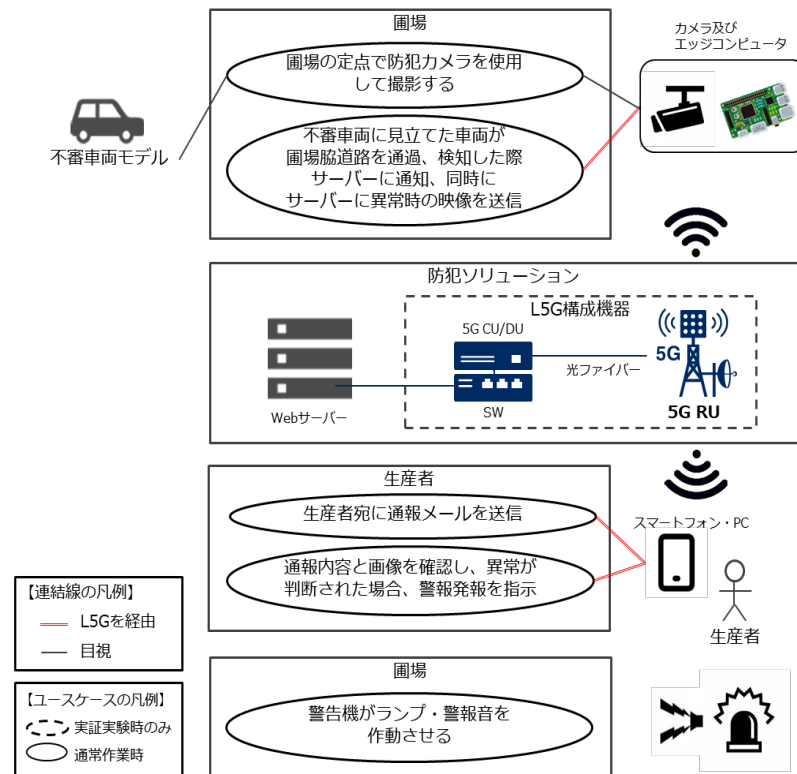 圃場
カメラ及び
エッジコンピュータ
圃場の定点で防犯カメラを使用
して撮影する
不審車両モデル
不審車両に見立てた車両が
圃場脇道路を通過、検知した際
サーバーに通知、同時に
サーバーに異常時の映像を送信
防犯ソリューション
L5G構成機器
5G CU/DU
5G
光ファイバー
Webサーバー
SW
5G RU
生産者
生産者宛に通報メールを送信
スマートフォン・PC
通報内容と画像を確認し、異常が
判断された場合、警報発報を指示
生産者
【連結線の凡例】
L5Gを経由
目視
圃場
警告機がランプ・警報音を
作動させる
【ユースケースの凡例】
実証実験時のみ
通常作業時